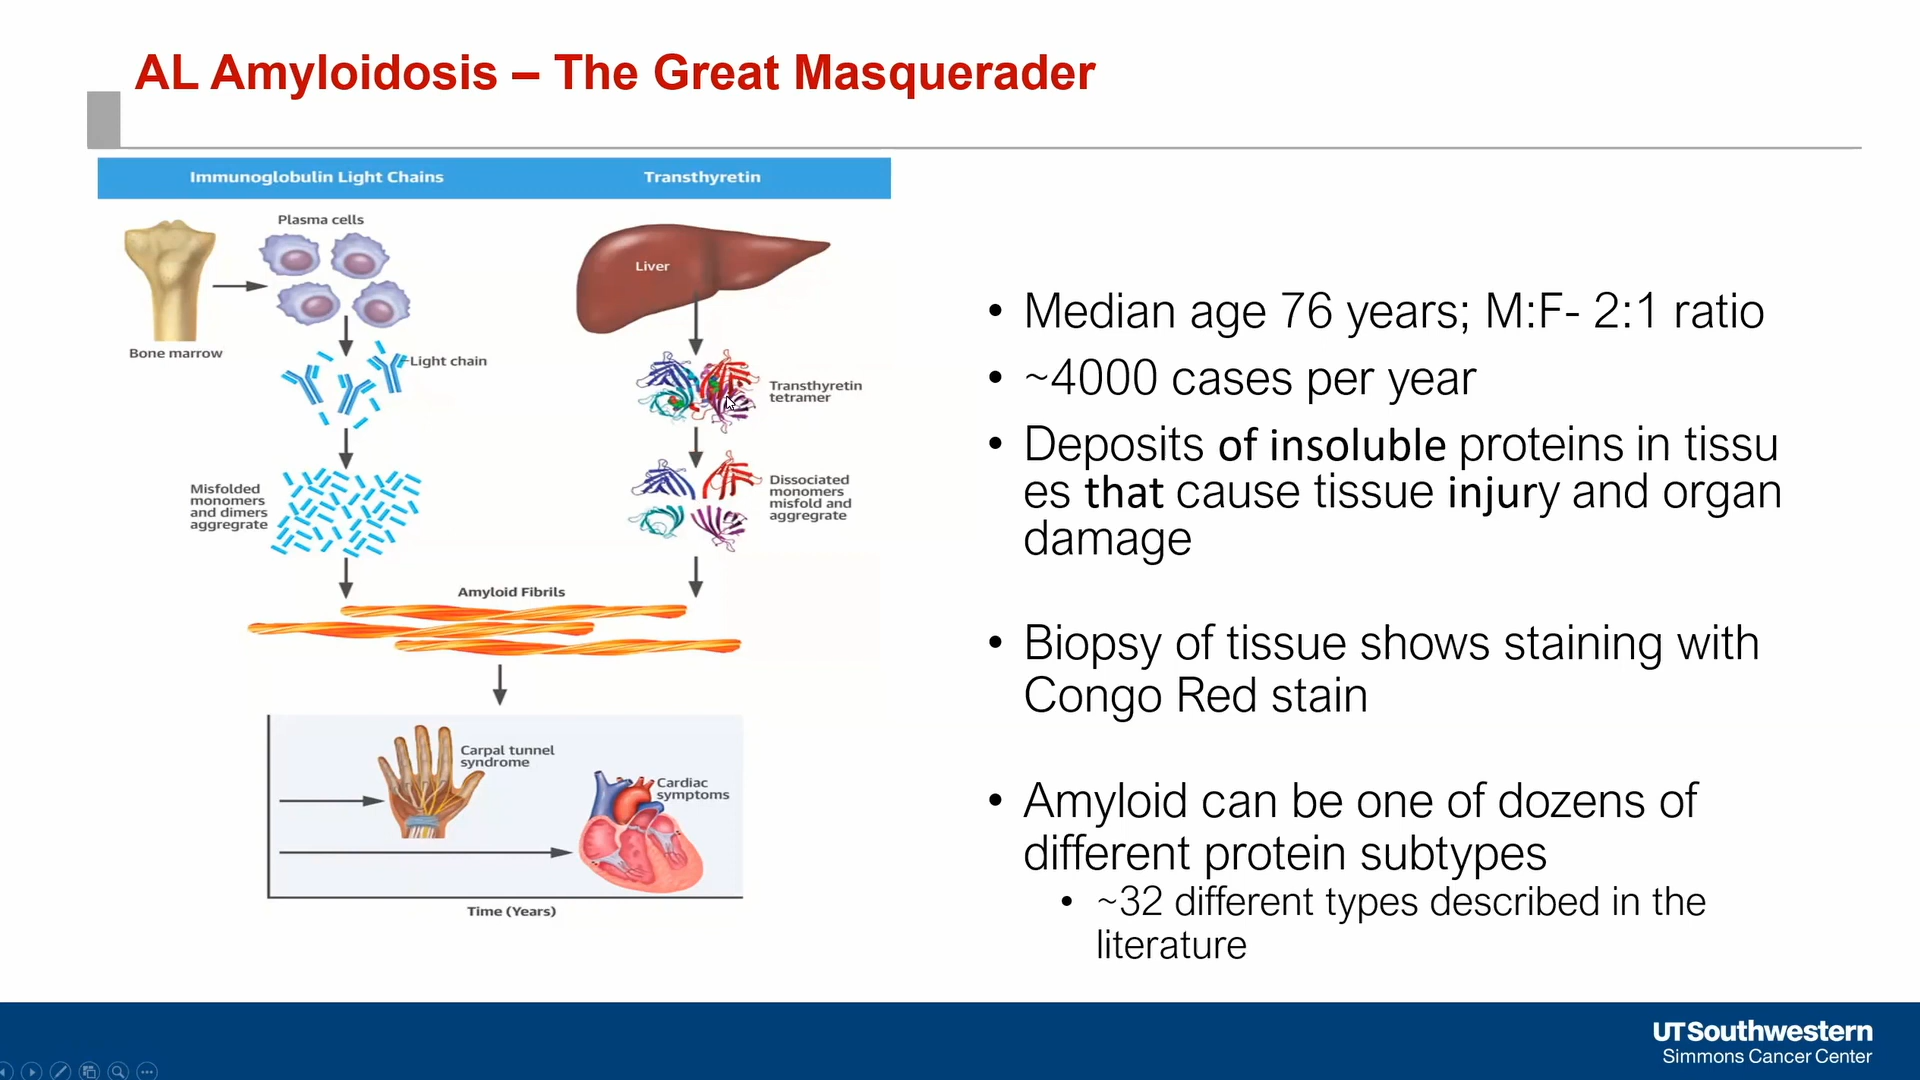 AL Amyloidosis – The Great Masquerader
Immunoglobulin Light Chains
Transthyretin
Plasma cells
Bone marrow
Light chain
Misfolded
monomers
and dimers
aggregate
Liver
Transthyretin
tetramer
Dissociated
monomers
misfold and
aggregate
Amyloid Fibrils
Carpal tunnel
syndrome
Cardiac
symptoms
Time (Years)
• Median age 76 years; M:F- 2:1 ratio
• ~4000 cases per year
• Deposits of insoluble proteins in tissu
es that cause tissue injury and organ
damage
• Biopsy of tissue shows staining with
Congo Red stain
• Amyloid can be one of dozens of
different protein subtypes
• ~32 different types described in the
literature
UTSouthwestern
Simmons Cancer Center